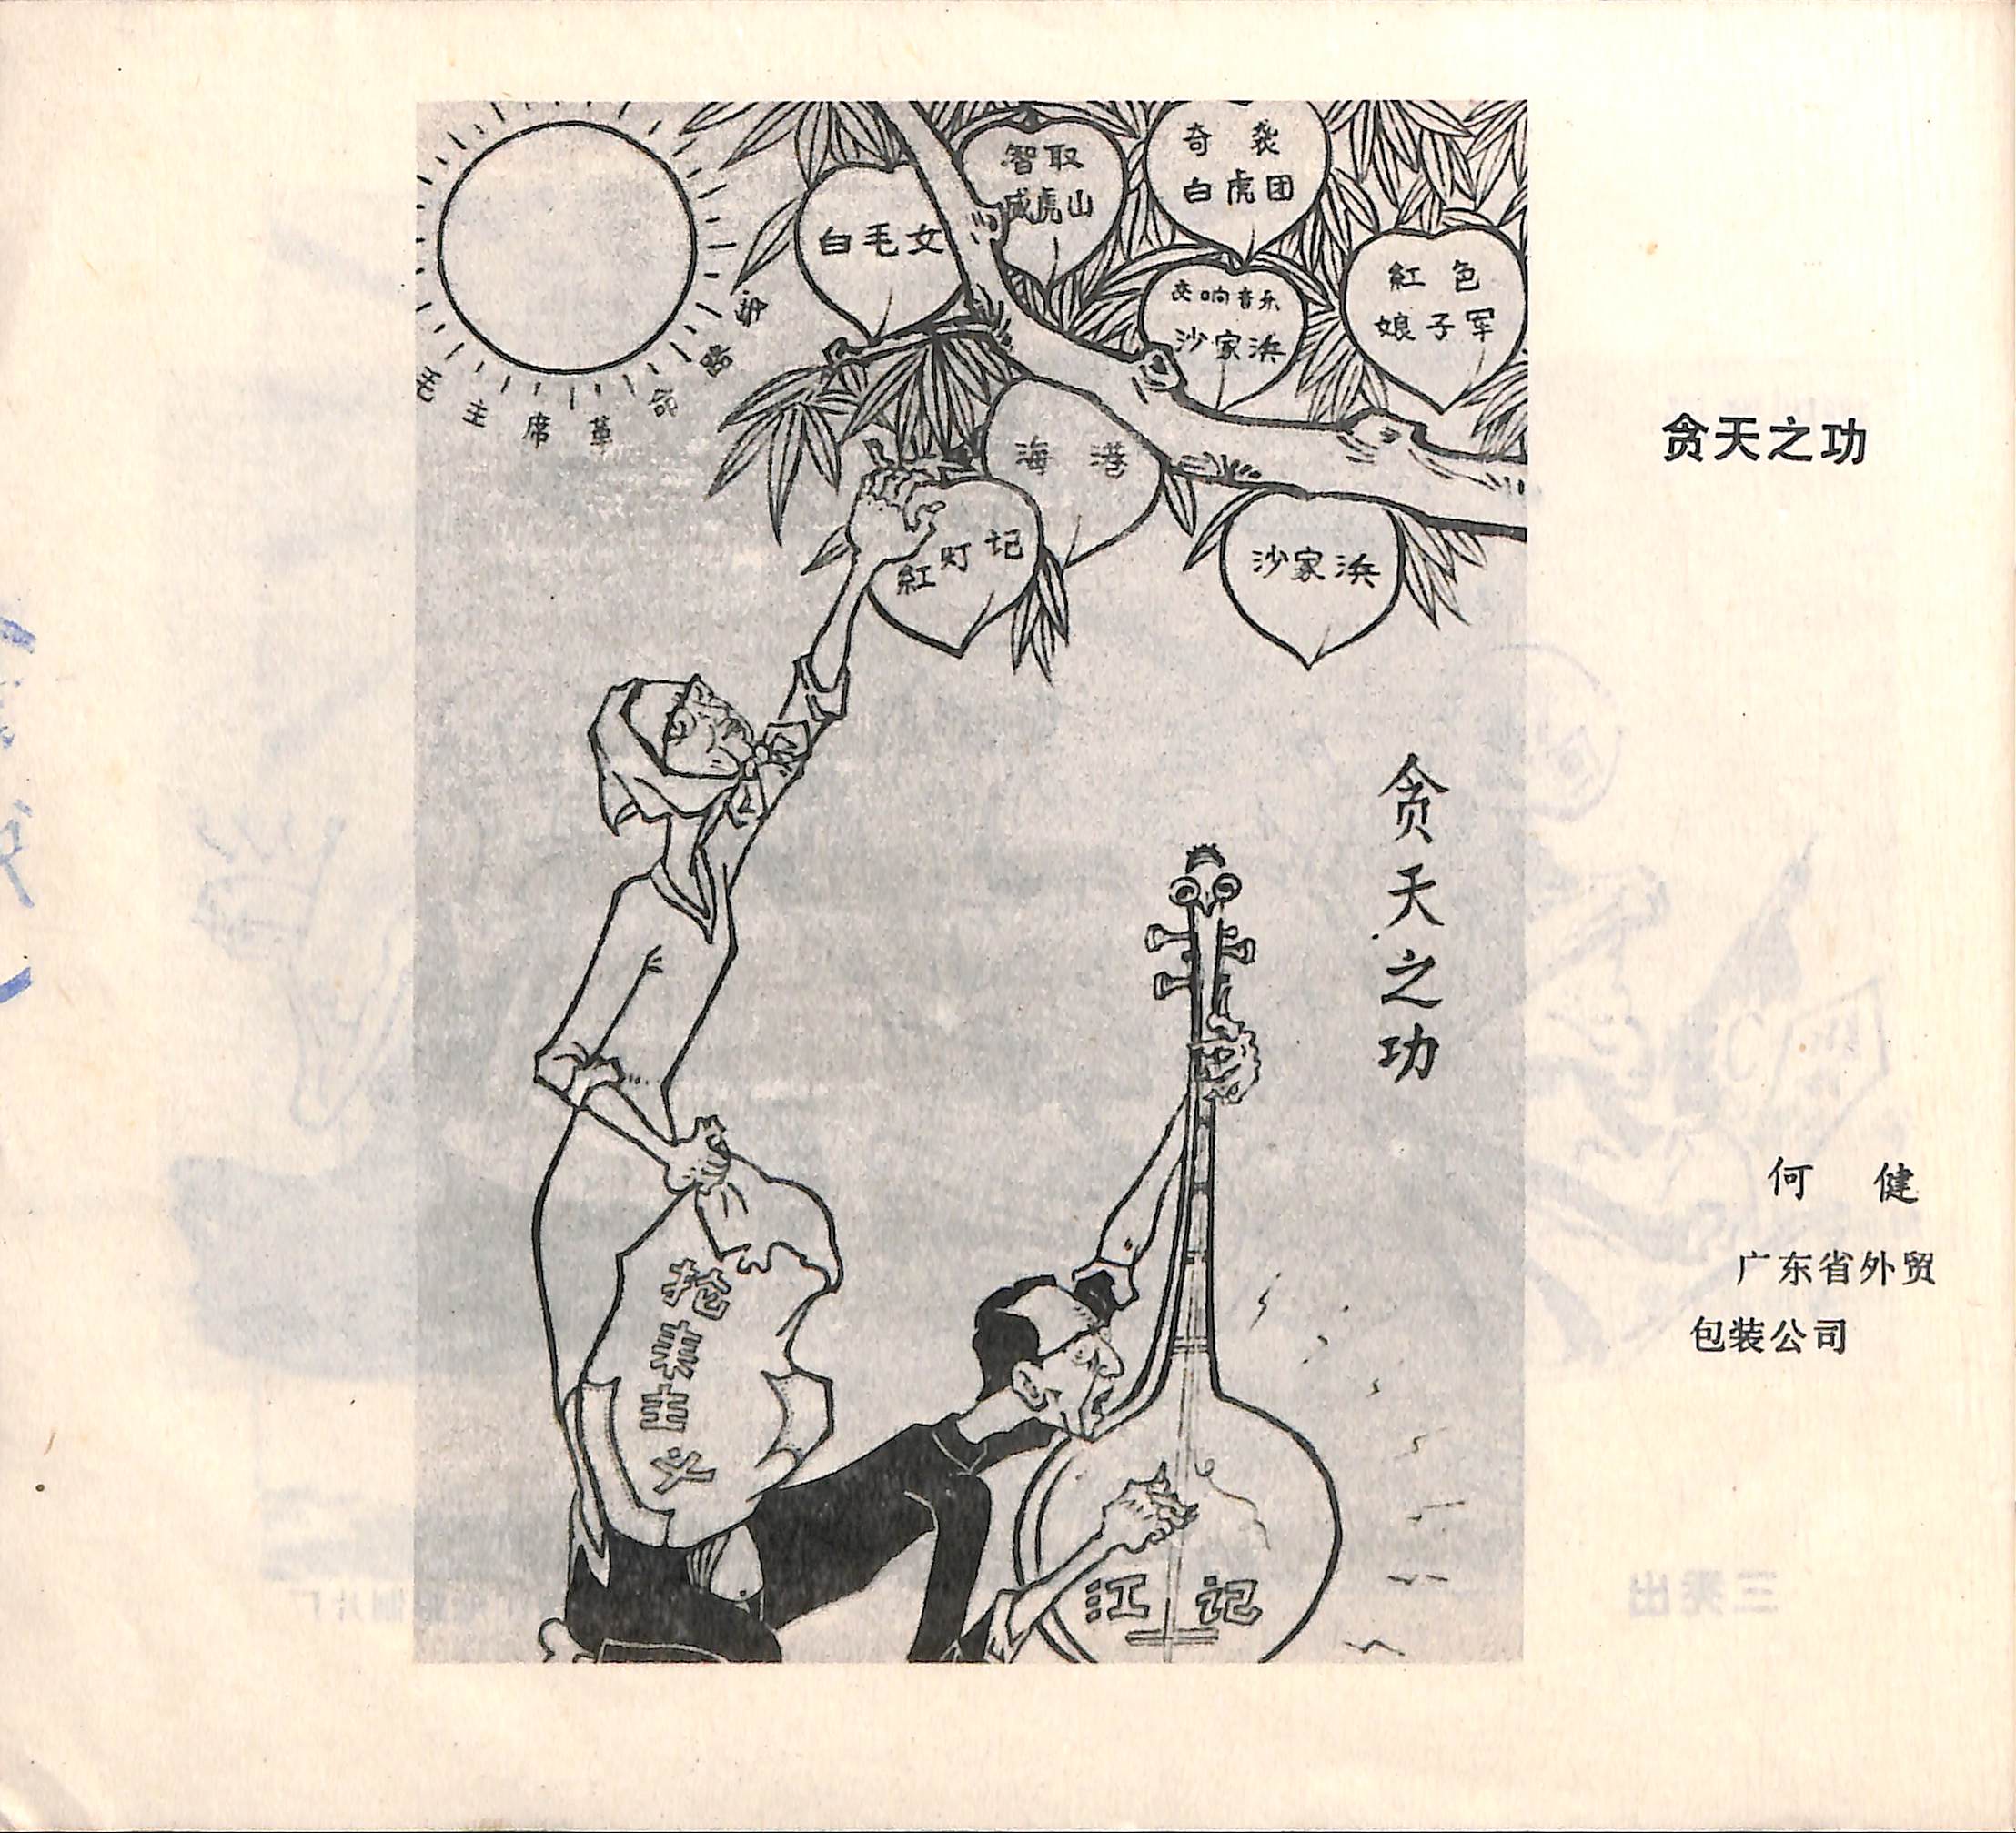 智取
威虎山
奇袭
白虎团
白毛女
交响音乐
沙家浜
紅色
娘子军
毛主席革命路线
海港
紅灯记
沙家浜
贪天之功
贪天之功
何健
广东省外贸
包装公司
抢
主
义
江记